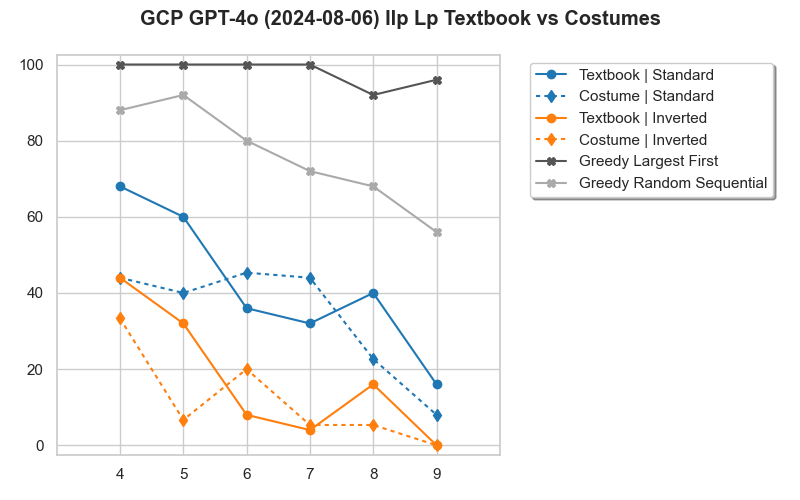 GCP GPT-4o (2024-08-06) Ilp Lp Textbook vs Costumes
100
80
60
40
20
0
4 5 6 7 8 9
Textbook | Standard
Costume | Standard
Textbook | Inverted
Costume | Inverted
Greedy Largest First
Greedy Random Sequential